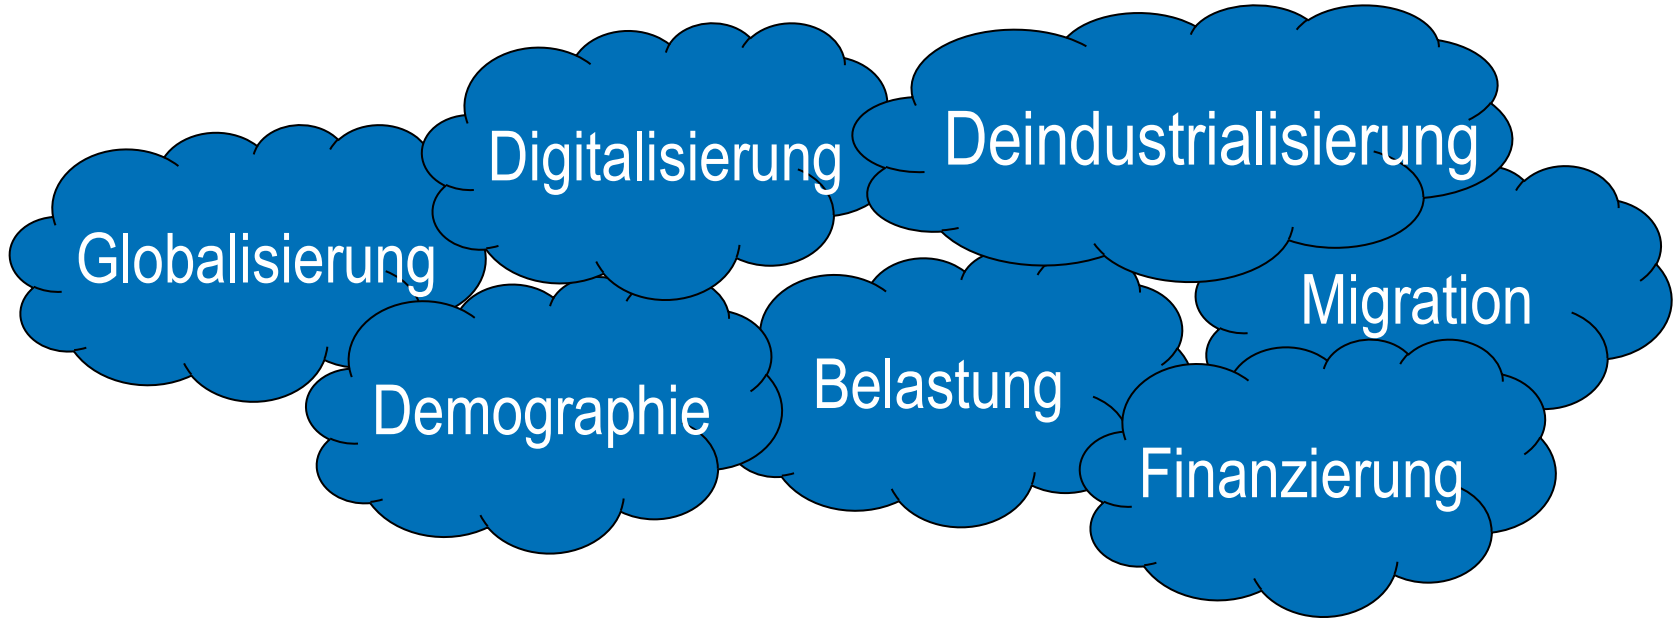 Globalisierung
Digitalisierung
Deindustrialisierung
Demographie
Belastung
Migration
Finanzierung